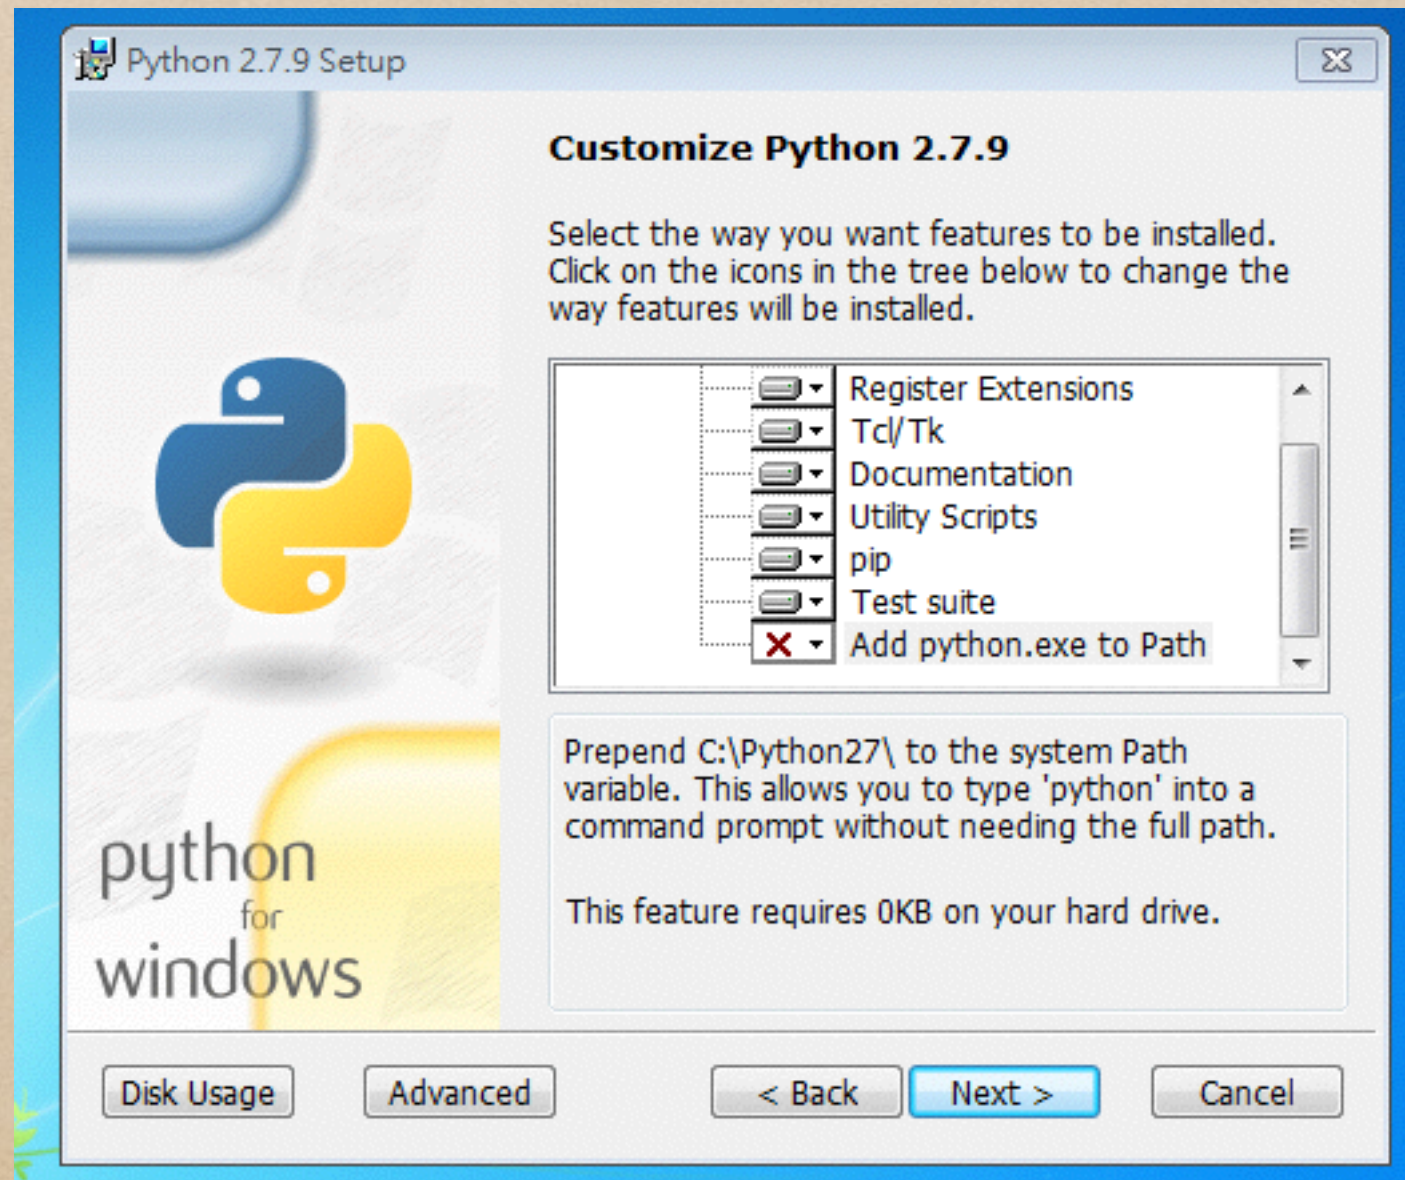 Python 2.7.9 Setup
Customize Python 2.7.9
Select the way you want features to be installed.
Click on the icons in the tree below to change the
way features will be installed.
Register Extensions
Tcl/Tk
Documentation
Utility Scripts
pip
Test suite
Add python.exe to Path
Prepend C:\Python27\ to the system Path
variable. This allows you to type 'python' into a
command prompt without needing the full path.
This feature requires 0KB on your hard drive.
python
for
windows
Disk Usage
Advanced
< Back
Next >
Cancel